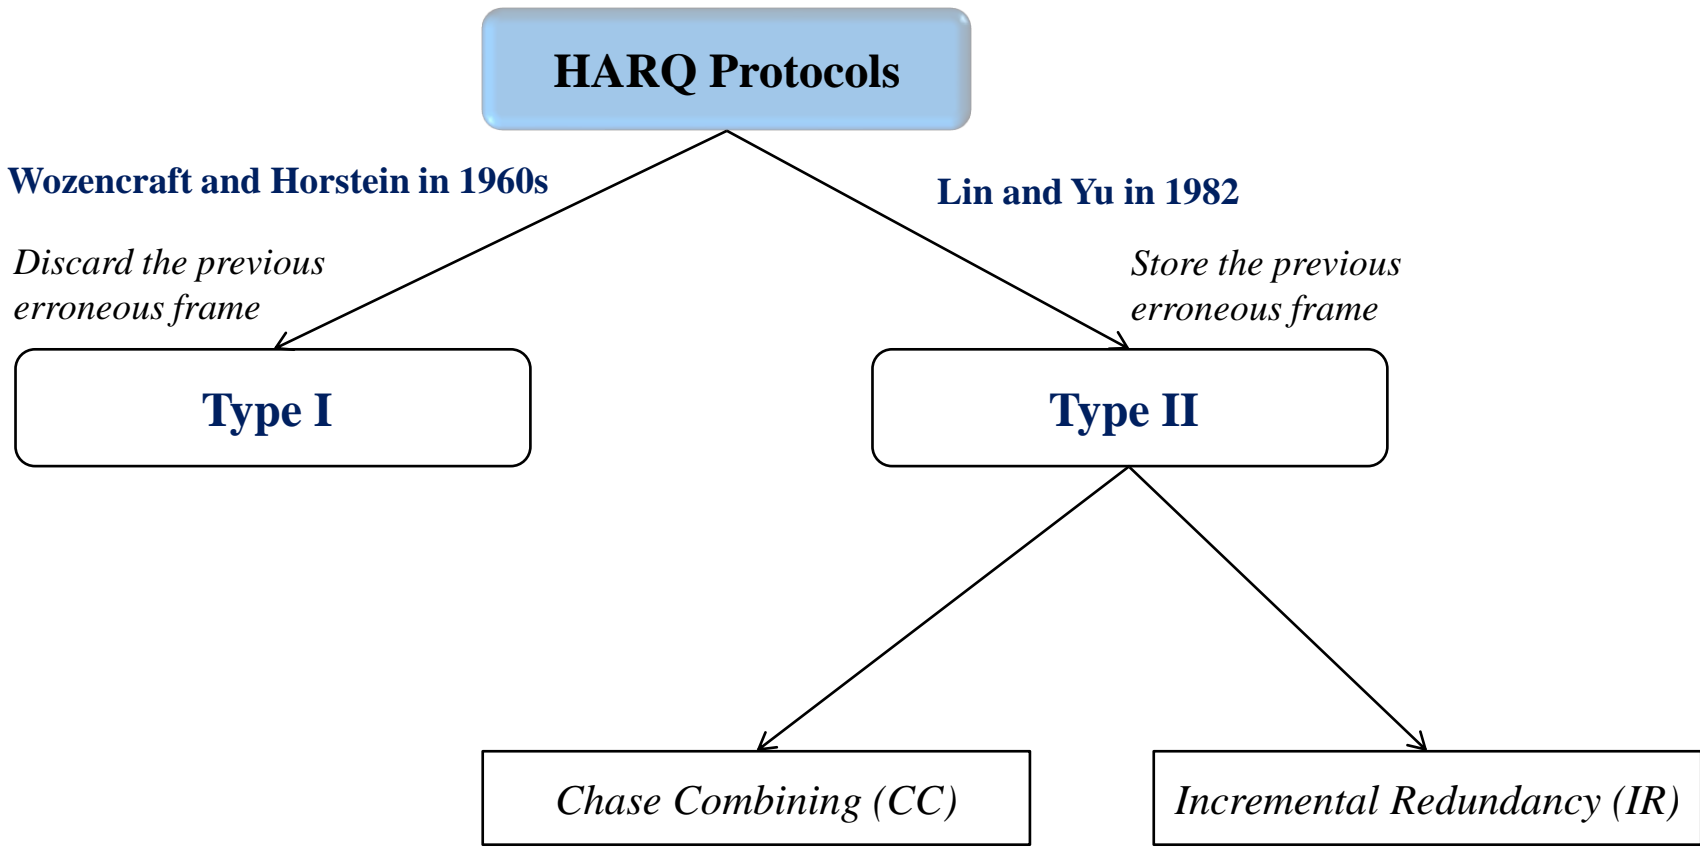 HARQ Protocols
Wozencraft and Horstein in 1960s
Lin and Yu in 1982
Discard the previous
erroneous frame
Store the previous
erroneous frame
Type I
Type II
Chase Combining (CC)
Incremental Redundancy (IR)